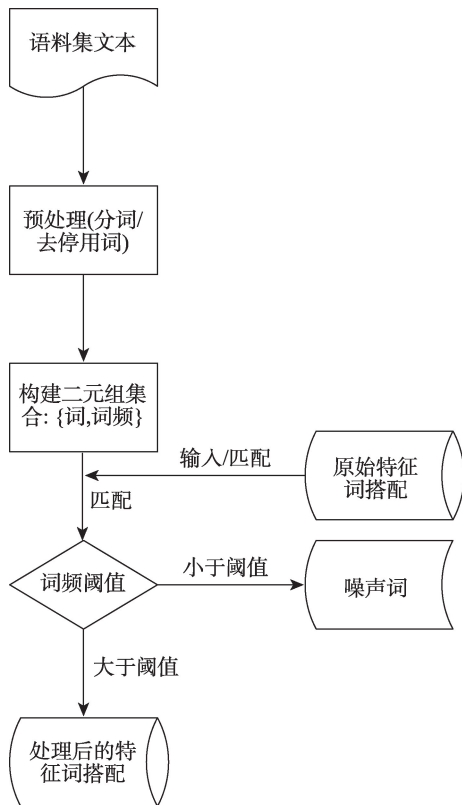 语料集文本
预处理(分词/
去停用词)
构建二元组集
合: {词,词频}
输入/匹配
原始特征
词搭配
匹配
词频阈值
小于阈值
噪声词
大于阈值
处理后的特
征词搭配